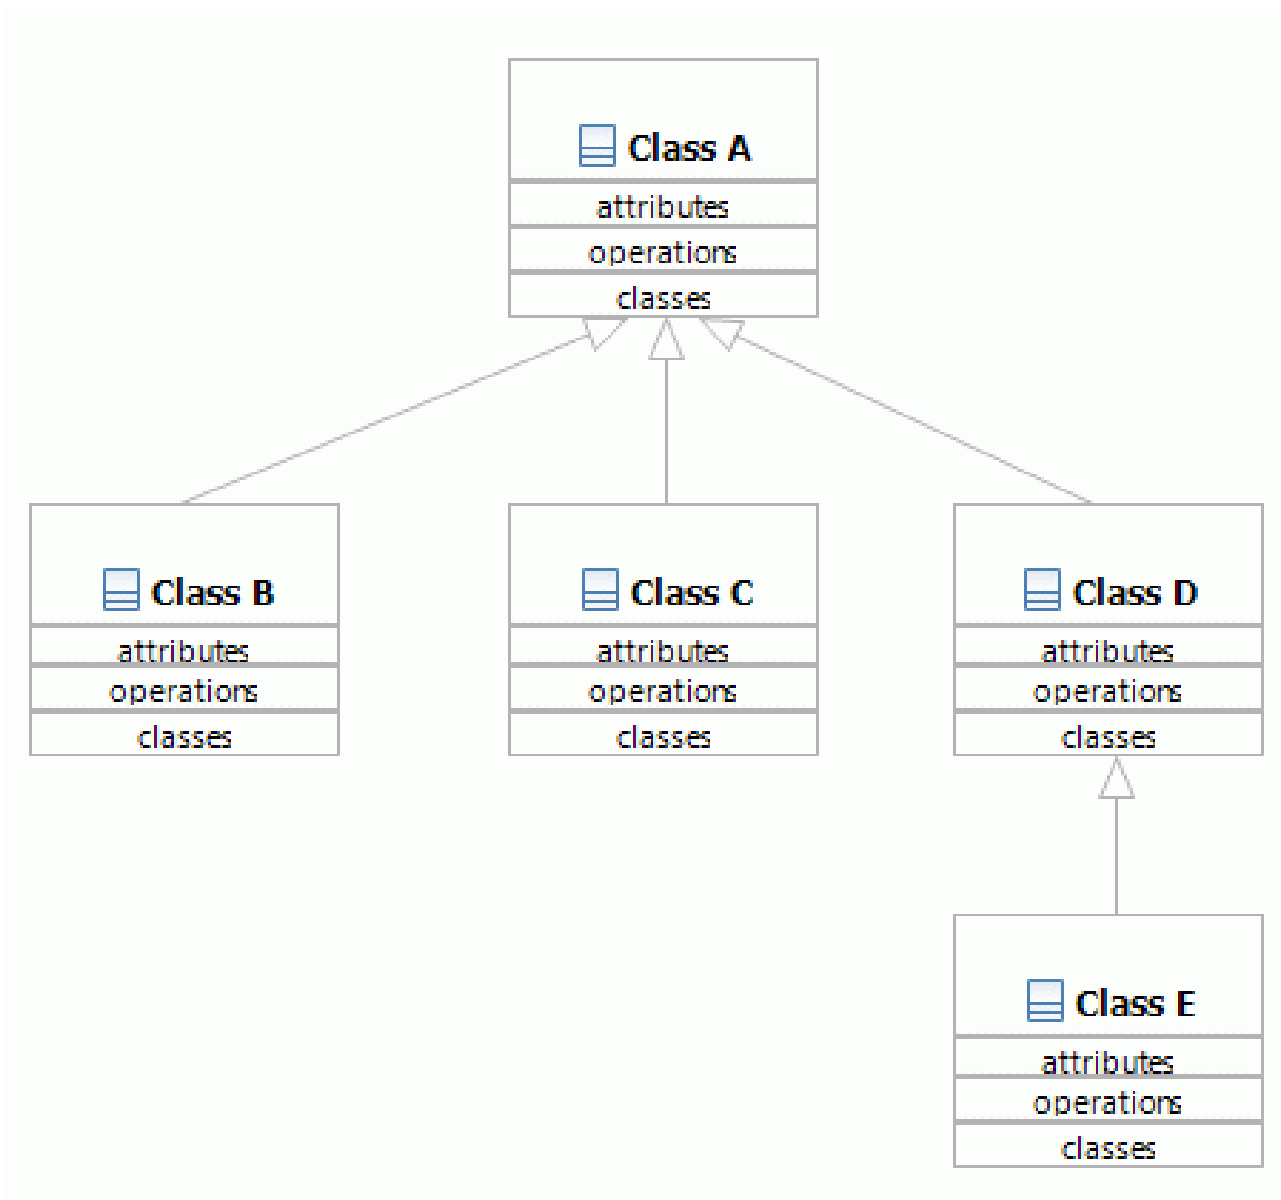 Class A
attributes
operations
classes
Class B
attributes
operations
classes
Class C
attributes
operations
classes
Class D
attributes
operations
classes
Class E
attributes
operations
classes